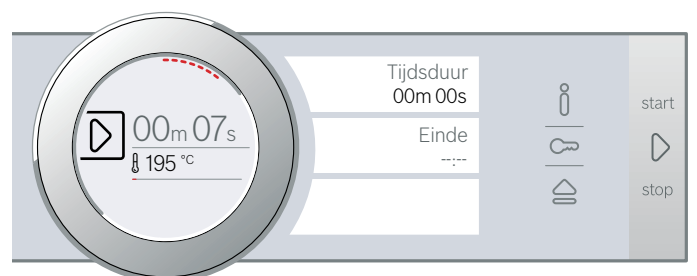 00m 07s
195 °C
Tijdsduur
00m 00s
Einde
--:--
start
stop